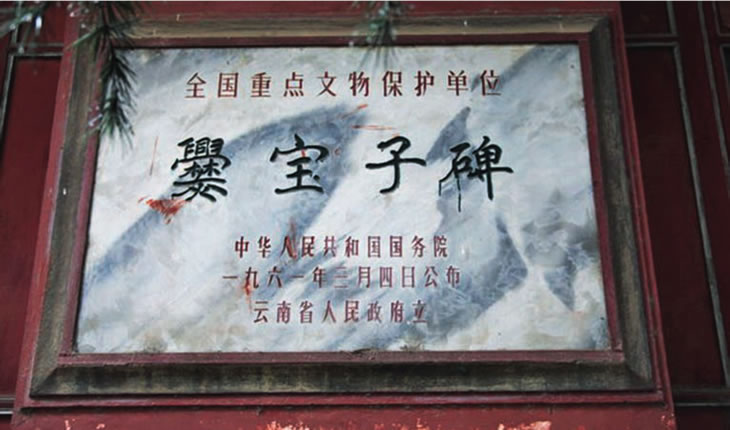 全国重点文物保护单位
爨宝子碑
中华人民共和国国务院
一九六一年三月四日公布
云南省人民政府立